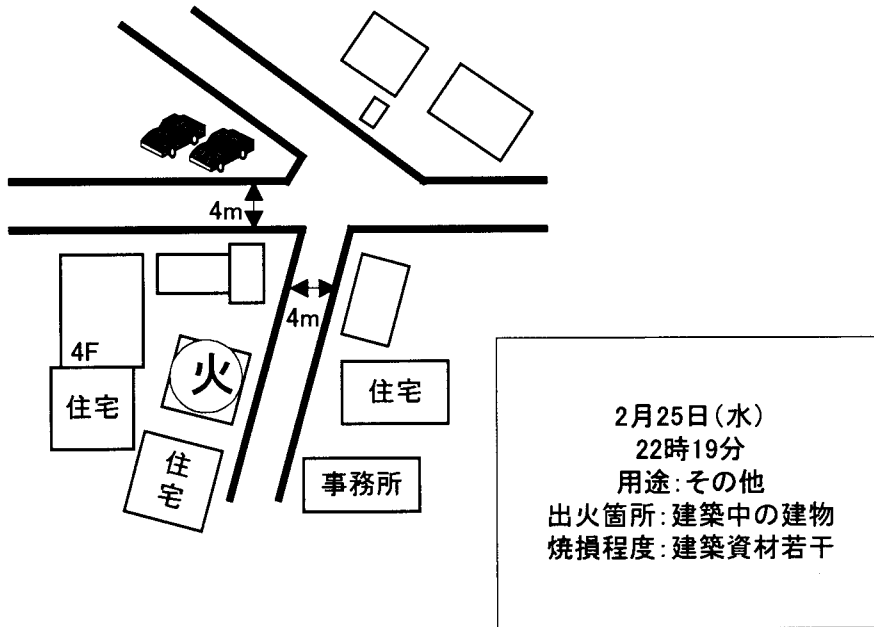 4m
4m
4F
住宅
火
住宅
住
宅
事務所
2月25日(水)
22時19分
用途:その他
出火箇所:建築中の建物
焼損程度:建築資材若干